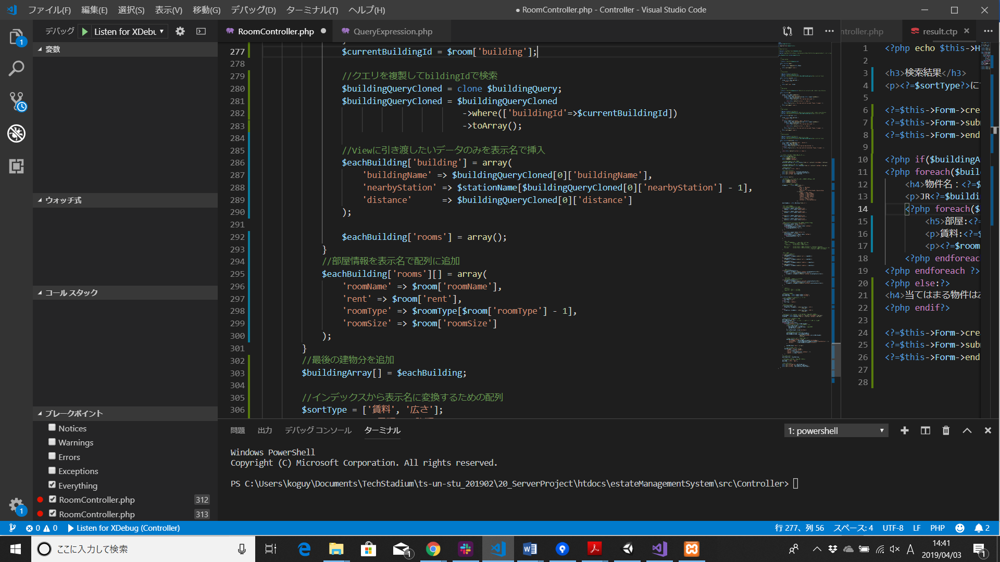 ファイル(F) 編集(E) 選択(S) 表示(V) 移動(G) デバッグ(D) ターミナル(T) ヘルプ(H)
● RoomController.php - Controller - Visual Studio Code
デバッグ Listen for XDebu
RoomController.php ●
QueryExpression.php
ntroller.php
result.ctp
変数
ウォッチ式
コール スタック
ブレークポイント
Notices
Warnings
Errors
Exceptions
Everything
RoomController.php 312
RoomController.php 313
277 $currentBuildingId = $room['building'];
278
279 //クエリを複製してbildingIdで検索
280 $buildingQueryCloned = clone $buildingQuery;
281 $buildingQueryCloned = $buildingQueryCloned
282 ->where(['buildingId'=>$currentBuildingId])
283 ->toArray();
284
285 //Viewに引き渡したいデータのみを表示名で挿入
286 $eachBuilding['building'] = array(
287 'buildingName' => $buildingQueryCloned[0]['buildingName'],
288 'nearbyStation' => $stationName[$buildingQueryCloned[0]['nearbyStation'] - 1],
289 'distance' => $buildingQueryCloned[0]['distance']
290 );
291
292 $eachBuilding['rooms'] = array();
293 }
294 //部屋情報を表示名で配列に追加
295 $eachBuilding['rooms'][] = array(
296 'roomName' => $room['roomName'],
297 'rent' => $room['rent'],
298 'roomType' => $roomType[$room['roomType'] - 1],
299 'roomSize' => $room['roomSize']
300 );
301 }
302 //最後の建物分を追加
303 $buildingArray[] = $eachBuilding;
304
305 //インデックスから表示名に変換するための配列
306 $sortType = ['賃料', '広さ'];
1 <?php echo $this->H
2
3 <h3>検索結果</h3>
4 <p><?=$sortType?>に
5
6 <?=$this->Form->cre
7 <?=$this->Form->sub
8 <?=$this->Form->end
9
10 <?php if($buildingA
11 <?php foreach($buil
12 <h4>物件名：<?=$
13 <p>JR<?=$buildi
14 <?php foreach($
15 <h5>部屋:<?=
16 <p>賃料:<?=$
17 <p><?=$room
18 <?php endforeac
19 <?php endforeach ?>
20 <?php else:?>
21 <h4>当てはまる物件は
22 <?php endif?>
23
24 <?=$this->Form->cre
25 <?=$this->Form->sub
26 <?=$this->Form->end
27
28
問題 出力 デバッグ コンソール ターミナル
1: powershell
Windows PowerShell
Copyright (C) Microsoft Corporation. All rights reserved.
PS C:\Users\koguy\Documents\TechStadium\ts-un-stu_201902\20_ServerProject\htdocs\estateManagementSystem\src\Controller>
0 0 Listen for XDebug (Controller)
行 277、列 56 スペース: 4 UTF-8 LF PHP 2
ここに入力して検索
A
14:41
2019/04/03
1